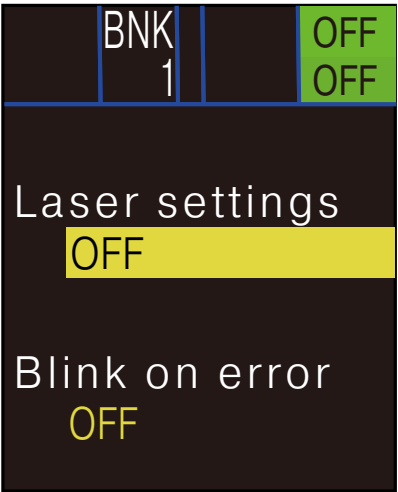 BNK OFF
1 OFF
Laser settings
OFF
Blink on error
OFF